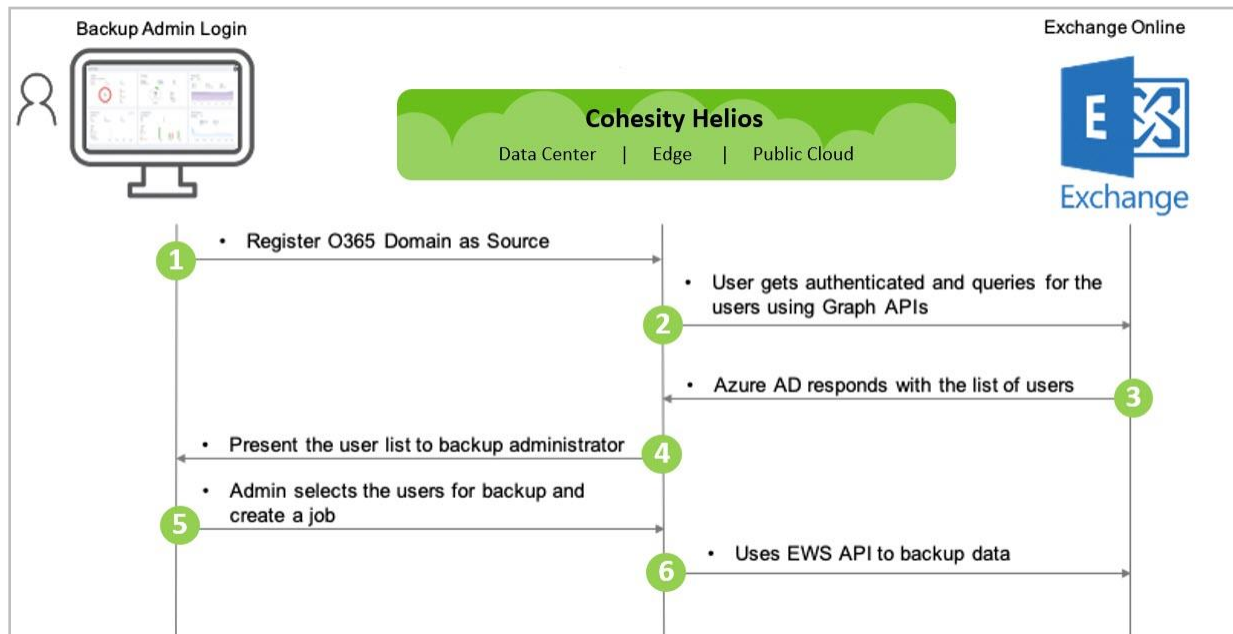 Backup Admin Login
Exchange Online
Cohesity Helios
Data Center | Edge | Public Cloud
E
Exchange
• Register O365 Domain as Source
1
• User gets authenticated and queries for the
users using Graph APIs
2
• Azure AD responds with the list of users
3
• Present the user list to backup administrator
4
• Admin selects the users for backup and
create a job
5
• Uses EWS API to backup data
6